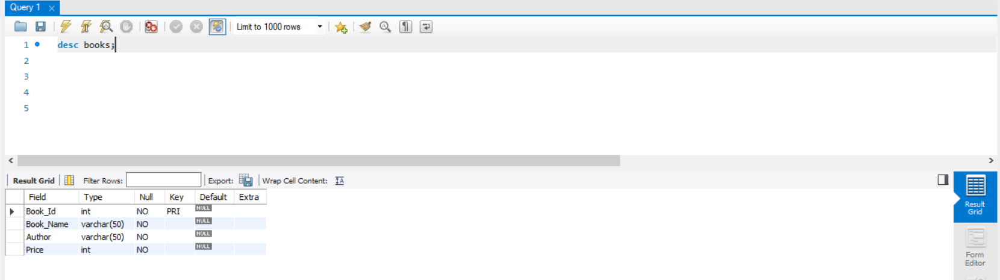 Query 1
Limit to 1000 rows
1 desc books;
2
3
4
5
Result Grid Filter Rows: Export: Wrap Cell Content:
Field Type Null Key Default Extra
Book_Id int NO PRI NULL
Book_Name varchar(50) NO NULL
Author varchar(50) NO NULL
Price int NO NULL
Result
Grid
Form
Editor